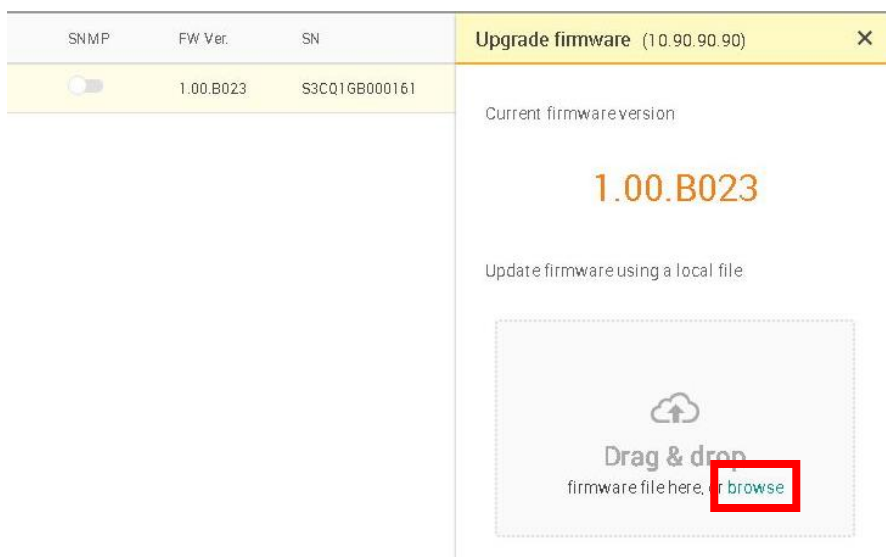 SNMP FW Ver. SN
1.00.B023 S3CQ1GB000161
Upgrade firmware (10.90.90.90) ×
Current firmware version
1.00.B023
Update firmware using a local file
Drag & drop
firmware file here, or browse